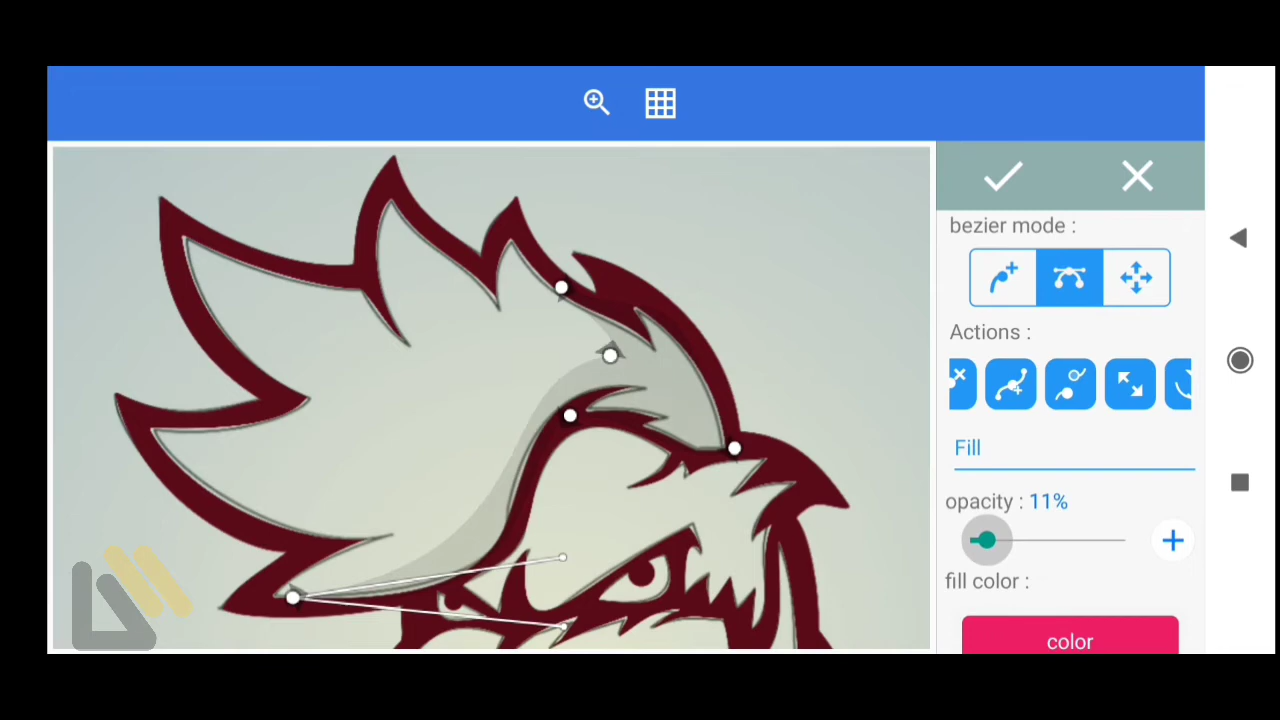 bezier mode :
Actions :
Fill
opacity : 11%
fill color :
color